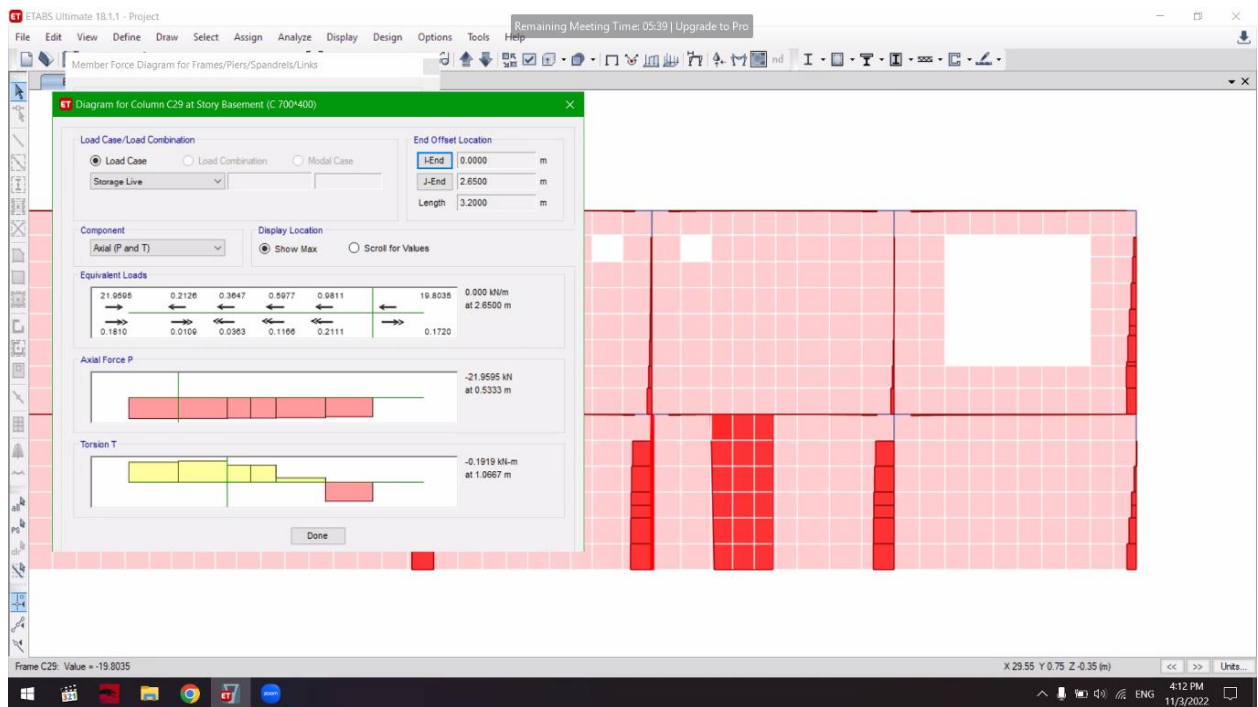 ETABS Ultimate 18.1.1 - Project
Remaining Meeting Time: 05:39 | Upgrade to Pro
File Edit View Define Draw Select Assign Analyze Display Design Options Tools Help
nd
Member Force Diagram for Frames/Piers/Spandrels/Links
Diagram for Column C29 at Story Basement (C 700*400)
Load Case/Load Combination
Load Case Load Combination Modal Case
Storage Live
End Offset Location
I-End 0.0000 m
J-End 2.6500 m
Length 3.2000 m
Component
Axial (P and T)
Display Location
Show Max Scroll for Values
Equivalent Loads
21.9595 0.2126 0.3647 0.5977 0.9811 19.8035
0.1810 0.0109 0.0363 0.1166 0.2111 0.1720
0.000 kN/m
at 2.6500 m
Axial Force P
-21.9595 kN
at 0.5333 m
Torsion T
-0.1919 kN-m
at 1.0667 m
Done
all
PS
clr
Frame C29: Value = -19.8035
X 29.55 Y 0.75 Z -0.35 (m)
<< >> Units...
321
zoom
ENG
4:12 PM
11/3/2022